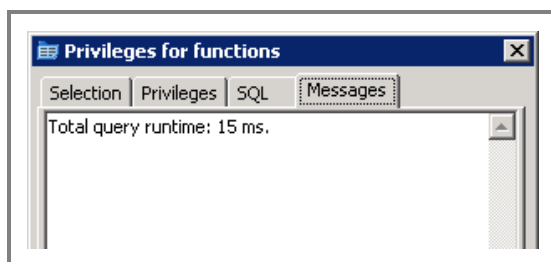 Privileges for functions
Selection Privileges SQL Messages
Total query runtime: 15 ms.